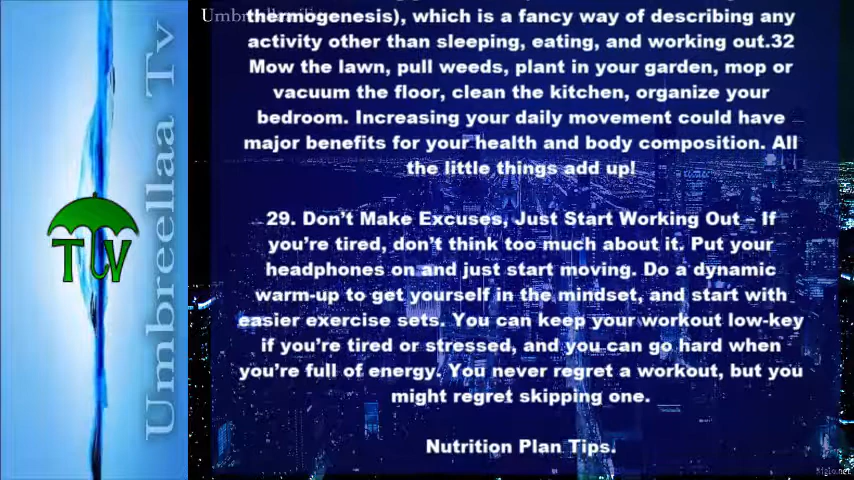 thermogenesis), which is a fancy way of describing any
activity other than sleeping, eating, and working out.32
Mow the lawn, pull weeds, plant in your garden, mop or
vacuum the floor, clean the kitchen, organize your
bedroom. Increasing your daily movement could have
major benefits for your health and body composition. All
the little things add up!
29. Don't Make Excuses, Just Start Working Out – If
you're tired, don't think too much about it. Put your
headphones on and just start moving. Do a dynamic
warm-up to get yourself in the mindset, and start with
easier exercise sets. You can keep your workout low-key
if you're tired or stressed, and you can go hard when
you're full of energy. You never regret a workout, but you
might regret skipping one.
Nutrition Plan Tips.
Umbreellaa Tv
TV